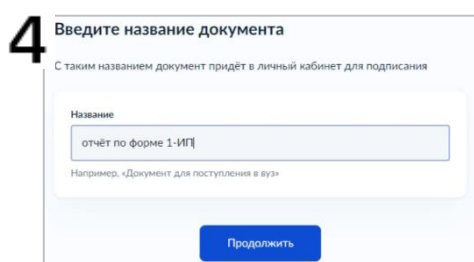 4
Введите название документа
С таким названием документ придёт в личный кабинет для подписания
Название
отчёт по форме 1-ИП
Например, «Документ для поступления в вуз»
Продолжить